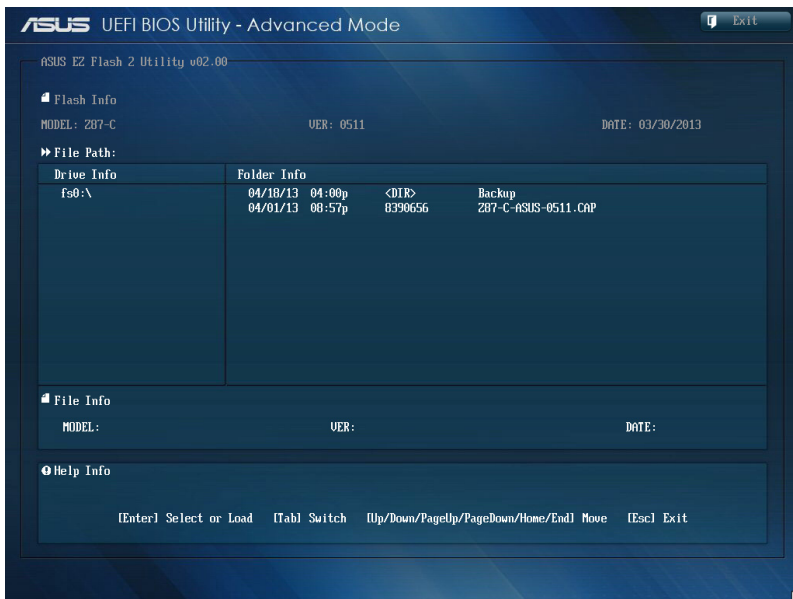 ASUS UEFI BIOS Utility - Advanced Mode
Exit
ASUS EZ Flash 2 Utility v02.00
Flash Info
MODEL: Z87-C VER: 0511 DATE: 03/30/2013
File Path:
Drive Info Folder Info
fs0:\ 04/18/13 04:00p <DIR> Backup
04/01/13 08:57p 8390656 Z87-C-ASUS-0511.CAP
File Info
MODEL: VER: DATE:
Help Info
[Enter] Select or Load [Tab] Switch [Up/Down/PageUp/PageDown/Home/End] Move [Esc] Exit